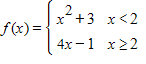 f(x) = { x^2+3 x<2
4x−1 x≥2